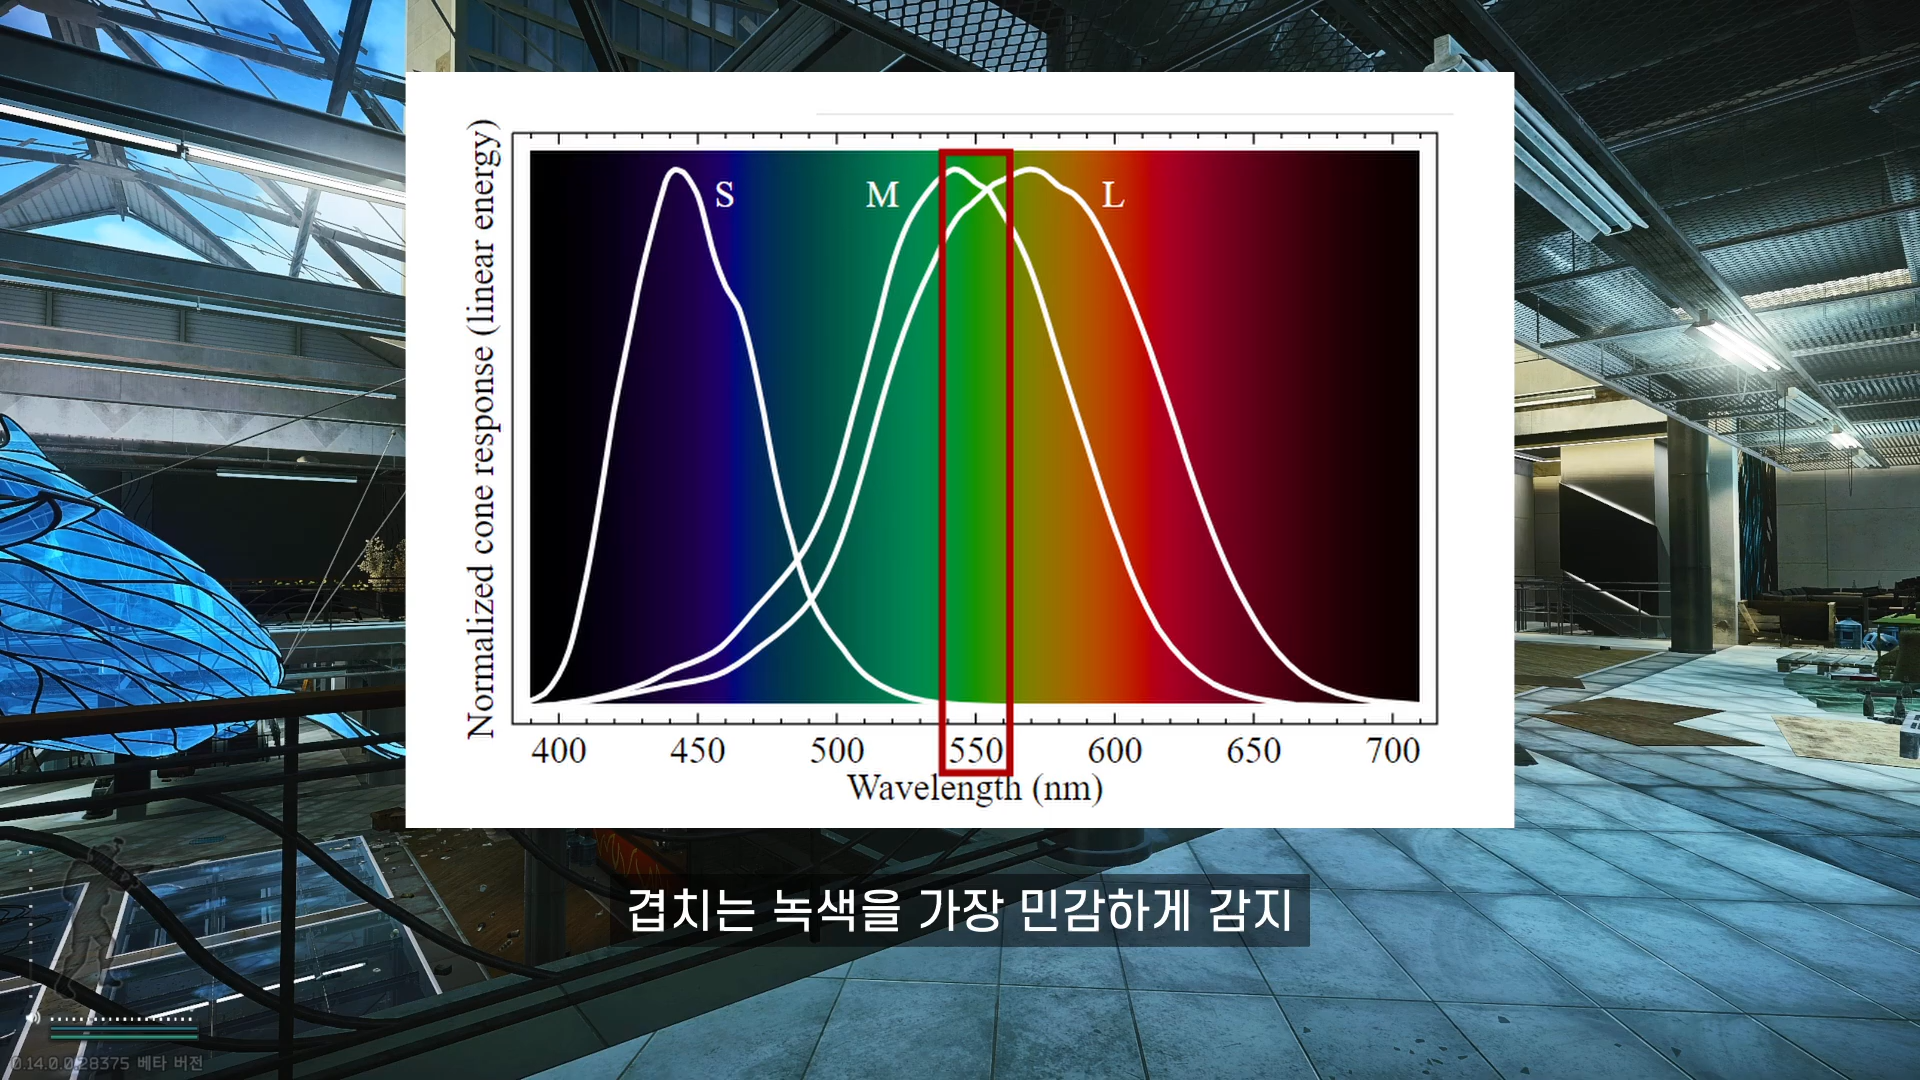 Normalized cone response (linear energy)
S
M
L
400 450 500 550 600 650 700
Wavelength (nm)
겹치는 녹색을 가장 민감하게 감지
0.14.0.0.28375 베타 버전